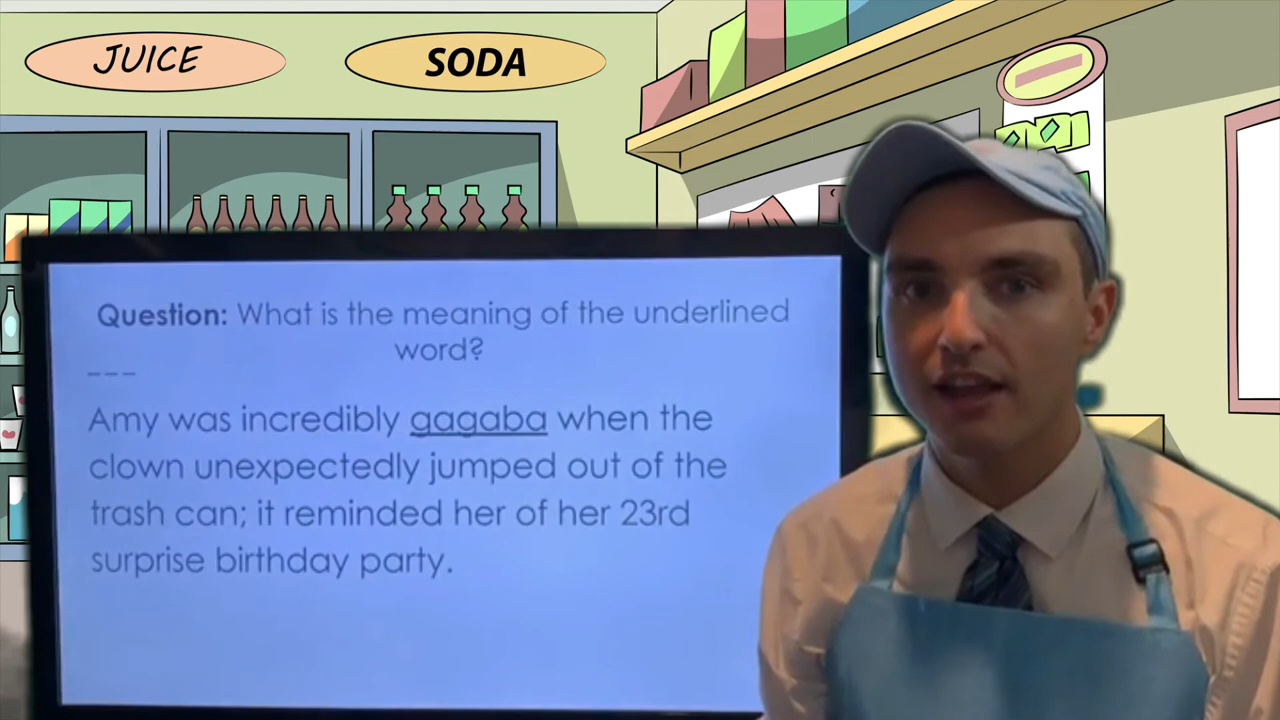 JUICE
SODA
Question: What is the meaning of the underlined
word?
---
Amy was incredibly gagaba when the
clown unexpectedly jumped out of the
trash can; it reminded her of her 23rd
surprise birthday party.